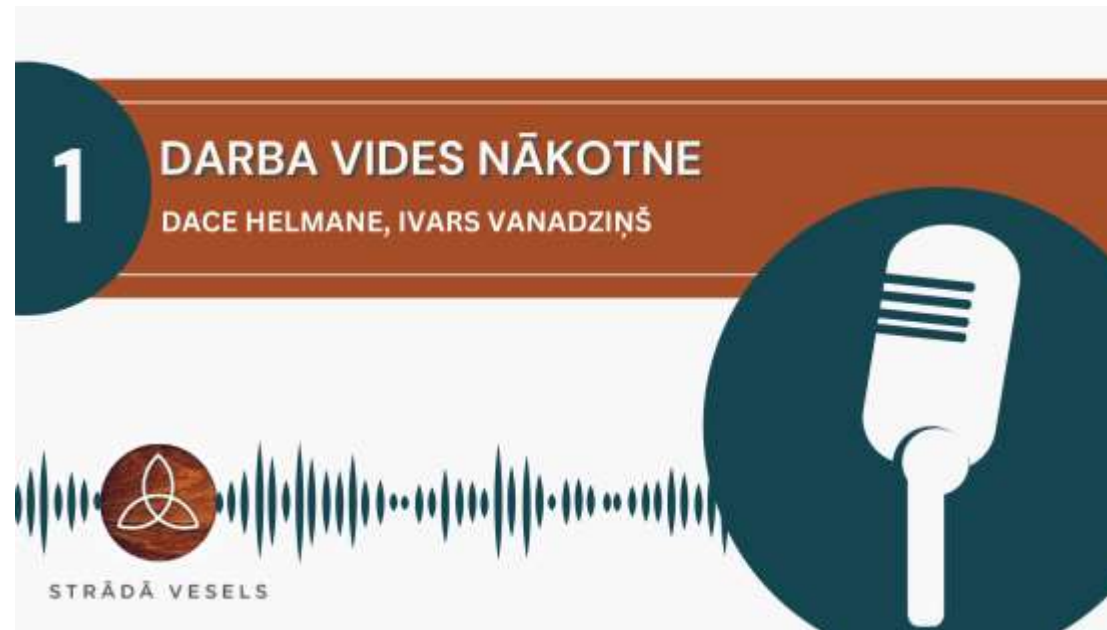 1
DARBA VIDES NĀKOTNE
DACE HELMANE, IVARS VANADZIŅŠ
STRĀDĀ VESELS